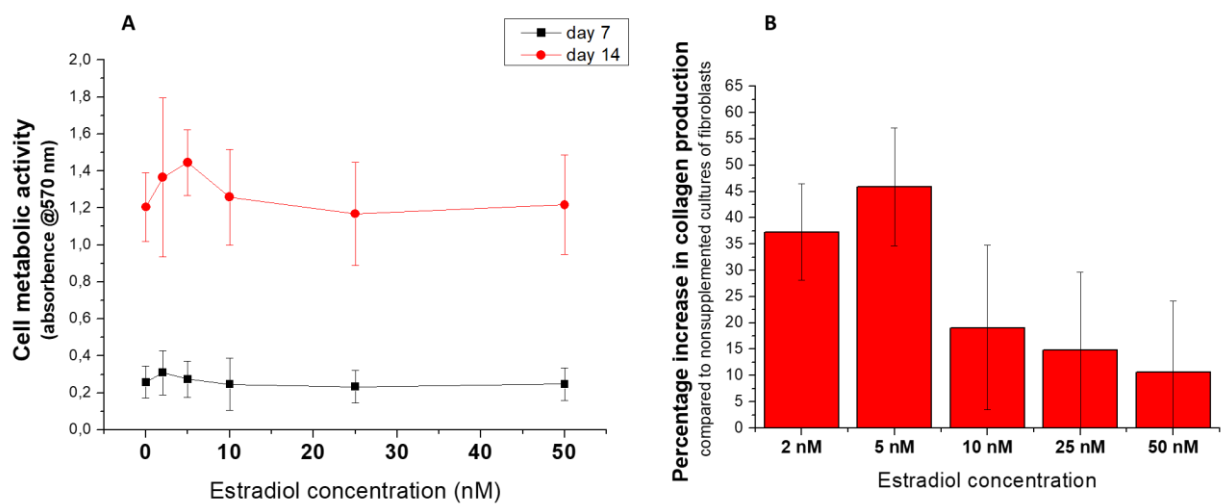 A
day 7
day 14
Cell metabolic activity
(absorbence @570 nm)
2,0
1,8
1,6
1,4
1,2
1,0
0,8
0,6
0,4
0,2
0,0
0
10
20
30
40
50
Estradiol concentration (nM)
B
Percentage increase in collagen production
compared to nonsupplemented cultures of fibroblasts
65
60
55
50
45
40
35
30
25
20
15
10
5
0
2 nM
5 nM
10 nM
25 nM
50 nM
Estradiol concentration